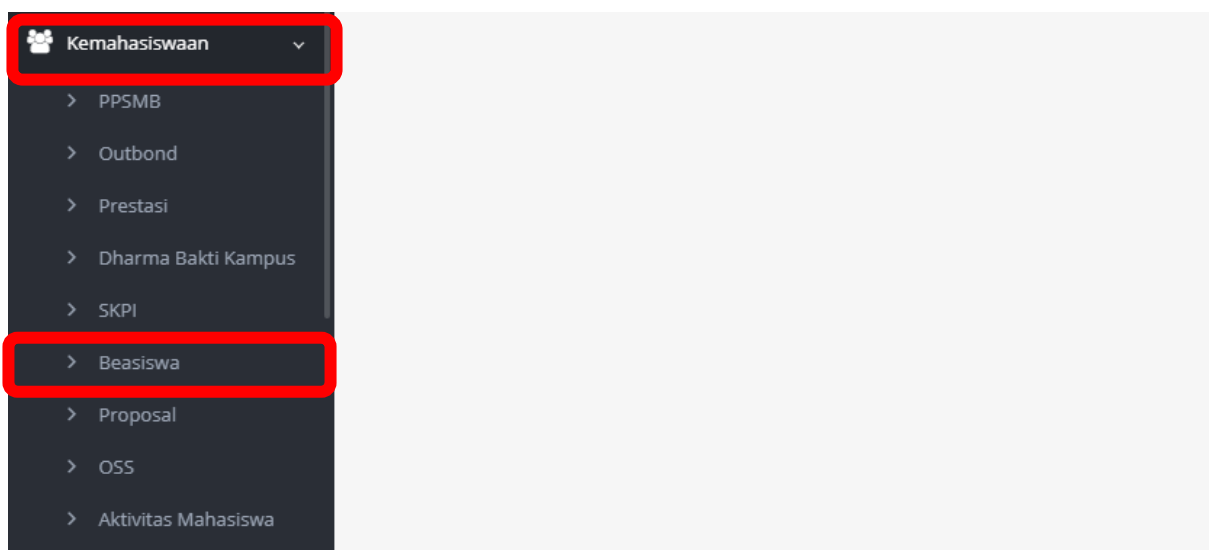 Kemahasiswaan
PPSMB
Outbond
Prestasi
Dharma Bakti Kampus
SKPI
Beasiswa
Proposal
OSS
Aktivitas Mahasiswa